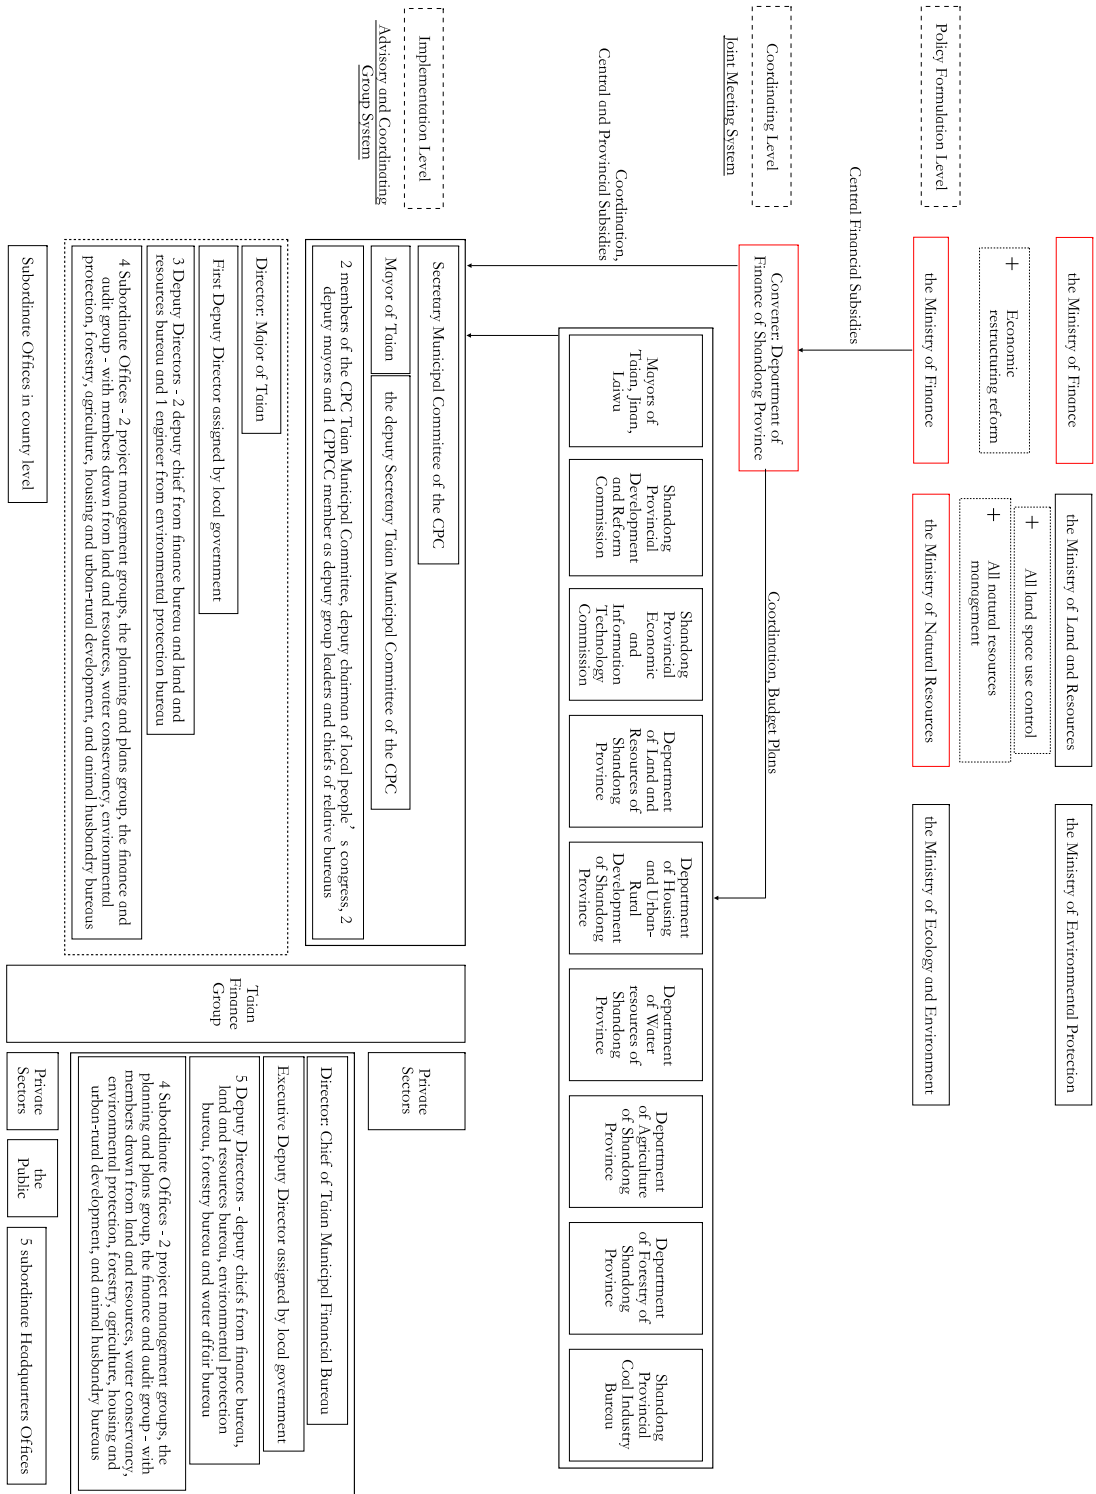 Policy Formulation Level
the Ministry of Finance
the Ministry of Land and Resources
the Ministry of Environmental Protection
+ Economic
restructuring reform
+ All land space use control
+ All natural resources
management
the Ministry of Finance
the Ministry of Natural Resources
the Ministry of Ecology and Environment
Central Financial Subsidies
Coordinating Level
Joint Meeting System
Convener: Department of
Finance of Shandong Province
Coordination, Budget Plans
Mayors of
Taian, Jinan,
Laiwu
Shandong
Provincial
Development
and Reform
Commission
Shandong
Provincial
Economic
and
Information
Technology
Commission
Department
of Land and
Resources of
Shandong
Province
Department
of Housing
and Urban-
Rural
Development
of Shandong
Province
Department
of Water
resources of
Shandong
Province
Department
of Agriculture
of Shandong
Province
Department
of Forestry of
Shandong
Province
Shandong
Provincial
Coal Industry
Bureau
Coordination,
Central and Provincial Subsidies
Implementation Level
Advisory and Coordinating
Group System
Secretary Municipal Committee of the CPC
Mayor of Taian
the deputy Secretary Taian Municipal Committee of the CPC
2 members of the CPC Taian Municipal Committee, deputy chairman of local people’s congress, 2
deputy mayors and 1 CPPCC member as deputy group leaders and chiefs of relative bureaus
Director: Major of Taian
First Deputy Director assigned by local government
3 Deputy Directors - 2 deputy chief from finance bureau and land and
resources bureau and 1 engineer from environmental protection bureau
4 Subordinate Offices - 2 project management groups, the planning and plans group, the finance and
audit group - with members drawn from land and resources, water conservancy, environmental
protection, forestry, agriculture, housing and urban-rural development, and animal husbandry bureaus
Subordinate Offices in county level
Taian
Finance
Group
Private
Sectors
Director: Chief of Taian Municipal Financial Bureau
Executive Deputy Director assigned by local government
5 Deputy Directors - deputy chiefs from finance bureau,
land and resources bureau, environmental protection
bureau, forestry bureau and water affair bureau
4 Subordinate Offices - 2 project management groups, the
planning and plans group, the finance and audit group - with
members drawn from land and resources, water conservancy,
environmental protection, forestry, agriculture, housing and
urban-rural development, and animal husbandry bureaus
Private
Sectors
the
Public
5 subordinate Headquarters Offices